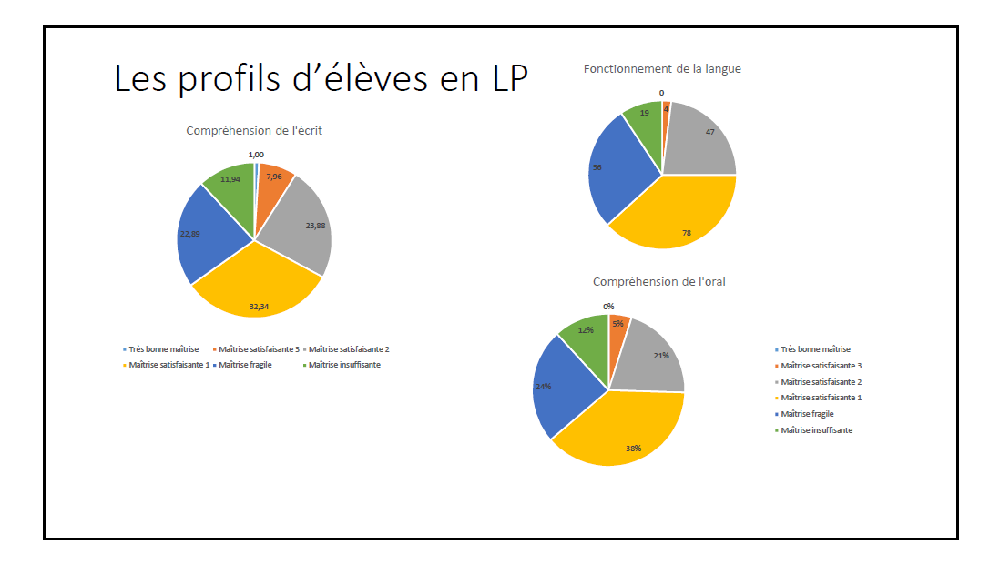 Les profils d’élèves en LP
Compréhension de l'écrit
1,00
7,96
23,88
32,34
22,89
11,94
Très bonne maîtrise Maîtrise satisfaisante 3 Maîtrise satisfaisante 2
Maîtrise satisfaisante 1 Maîtrise fragile Maîtrise insuffisante
Fonctionnement de la langue
0
4
47
78
56
19
Compréhension de l'oral
0%
5%
21%
38%
24%
12%
Très bonne maîtrise
Maîtrise satisfaisante 3
Maîtrise satisfaisante 2
Maîtrise satisfaisante 1
Maîtrise fragile
Maîtrise insuffisante